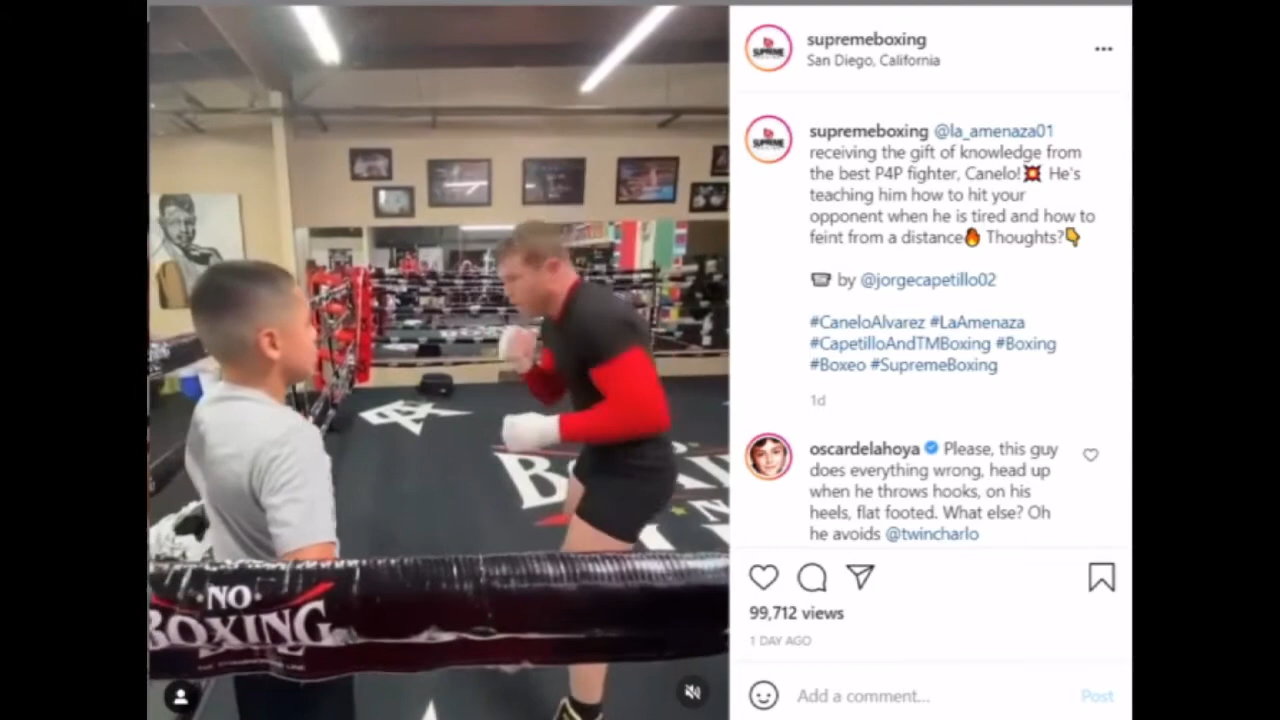 supremeboxing
San Diego, California
supremeboxing @la_amenaza01
receiving the gift of knowledge from
the best P4P fighter, Canelo!💥 He's
teaching him how to hit your
opponent when he is tired and how to
feint from a distance🔥 Thoughts?👇
by @jorgecapetillo02
#CaneloAlvarez #LaAmenaza
#CapetilloAndTMBoxing #Boxing
#Boxeo #SupremeBoxing
1d
oscardelahoya Please, this guy
does everything wrong, head up
when he throws hooks, on his
heels, flat footed. What else? Oh
he avoids @twincharlo
99,712 views
1 DAY AGO
Add a comment...
Post
NO
BOXING